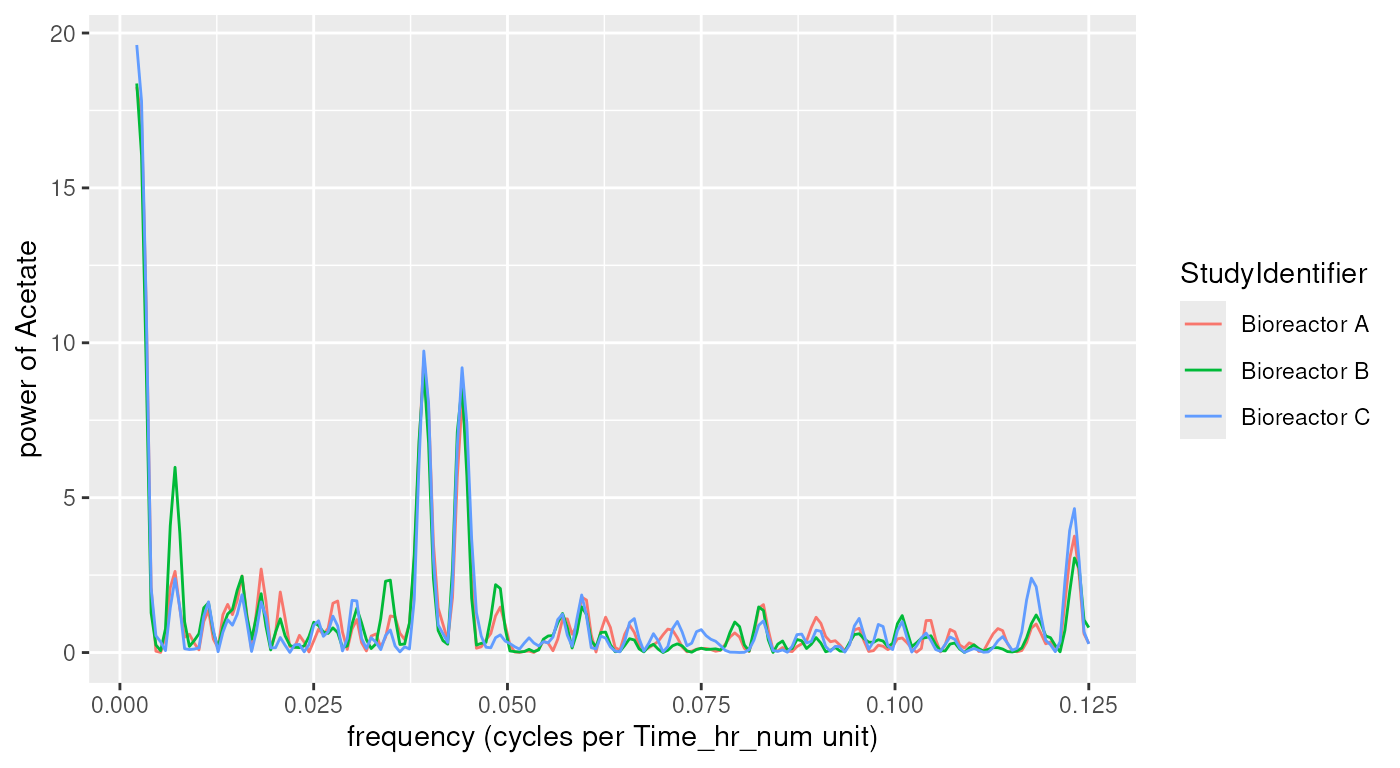 20
15
10
5
0
power of Acetate
0.000 0.025 0.050 0.075 0.100 0.125
frequency (cycles per Time_hr_num unit)
StudyIdentifier
Bioreactor A
Bioreactor B
Bioreactor C